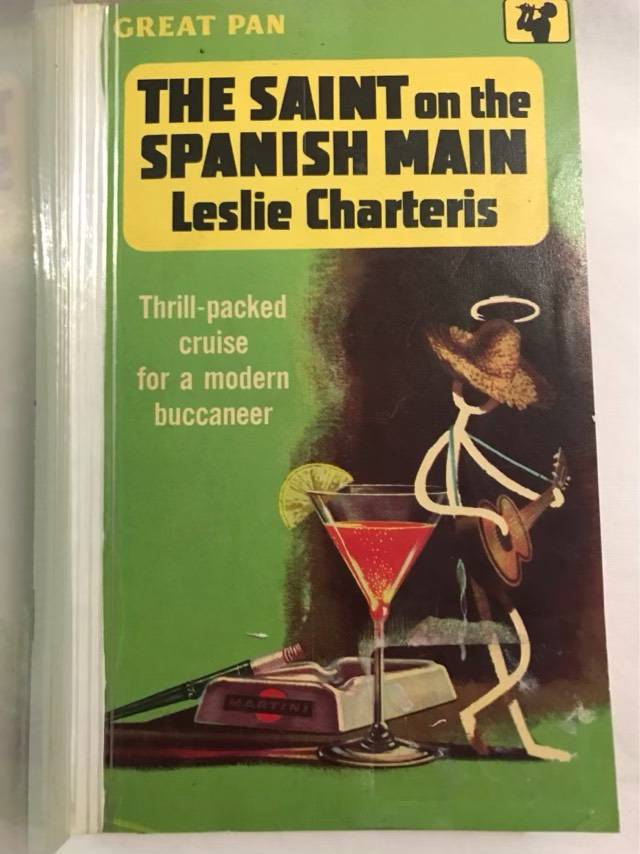 GREAT PAN
THE SAINT on the
SPANISH MAIN
Leslie Charteris
Thrill-packed
cruise
for a modern
buccaneer
MARTINI